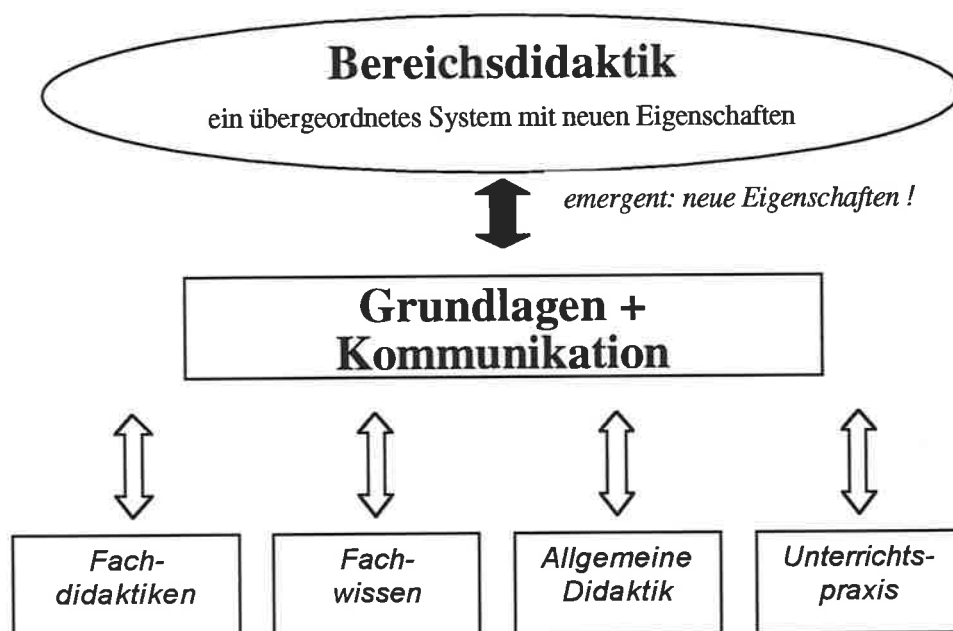 Bereichsdidaktik
ein übergeordnetes System mit neuen Eigenschaften
emergent: neue Eigenschaften !
Grundlagen +
Kommunikation
Fach-
didaktiken
Fach-
wissen
Allgemeine
Didaktik
Unterrichts-
praxis